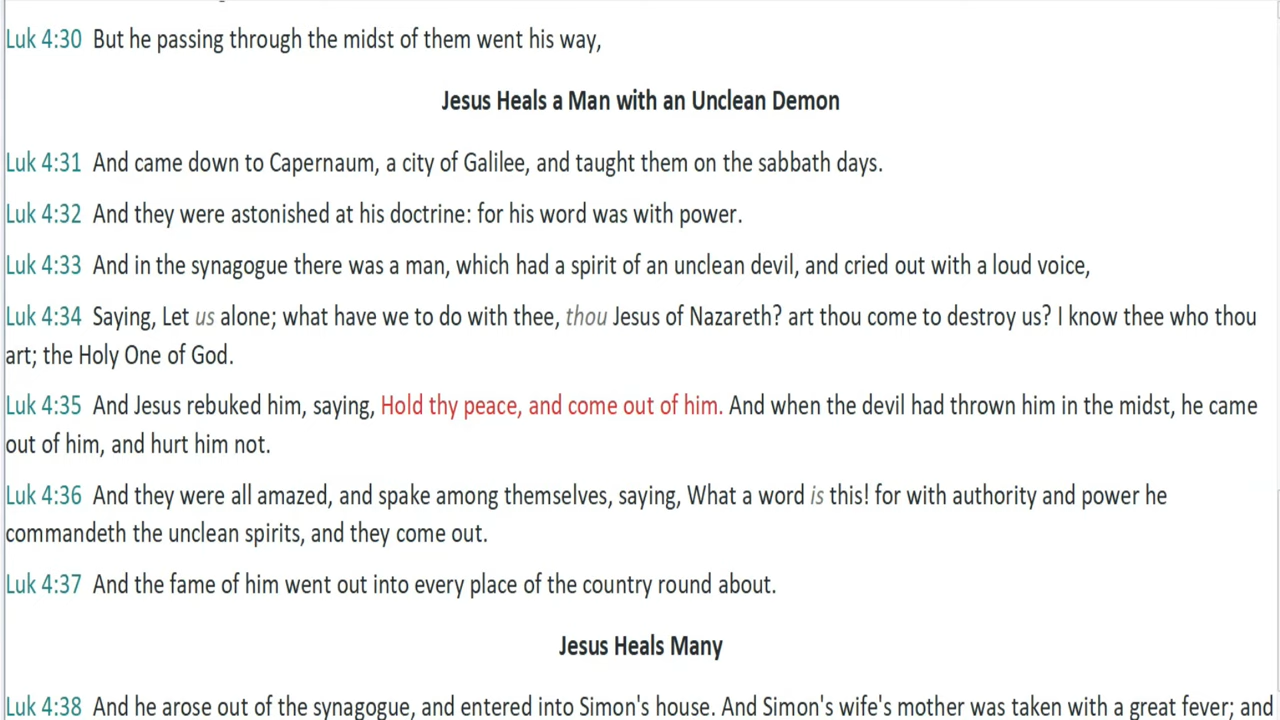 Luk 4:30 But he passing through the midst of them went his way,
Jesus Heals a Man with an Unclean Demon
Luk 4:31 And came down to Capernaum, a city of Galilee, and taught them on the sabbath days.
Luk 4:32 And they were astonished at his doctrine: for his word was with power.
Luk 4:33 And in the synagogue there was a man, which had a spirit of an unclean devil, and cried out with a loud voice,
Luk 4:34 Saying, Let us alone; what have we to do with thee, thou Jesus of Nazareth? art thou come to destroy us? I know thee who thou
art; the Holy One of God.
Luk 4:35 And Jesus rebuked him, saying, Hold thy peace, and come out of him. And when the devil had thrown him in the midst, he came
out of him, and hurt him not.
Luk 4:36 And they were all amazed, and spake among themselves, saying, What a word is this! for with authority and power he
commandeth the unclean spirits, and they come out.
Luk 4:37 And the fame of him went out into every place of the country round about.
Jesus Heals Many
Luk 4:38 And he arose out of the synagogue, and entered into Simon's house. And Simon's wife's mother was taken with a great fever; and